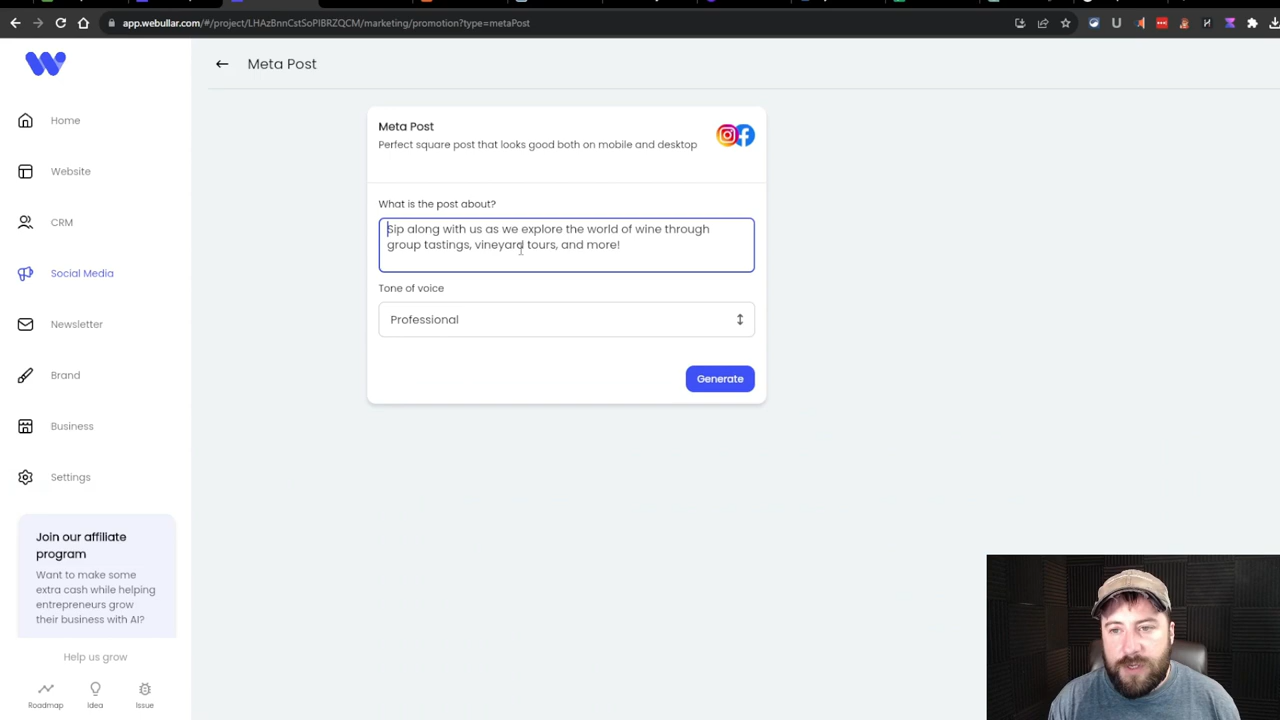 app.webullar.com/#/project/LHAzBnnCstSoPIBRZQCM/marketing/promotion?type=metaPost
Meta Post
Home
Website
CRM
Social Media
Newsletter
Brand
Business
Settings
Join our affiliate
program
Want to make some
extra cash while helping
entrepreneurs grow
their business with AI?
Help us grow
Roadmap
Idea
Issue
Meta Post
Perfect square post that looks good both on mobile and desktop
What is the post about?
Sip along with us as we explore the world of wine through
group tastings, vineyard tours, and more!
Tone of voice
Professional
Generate